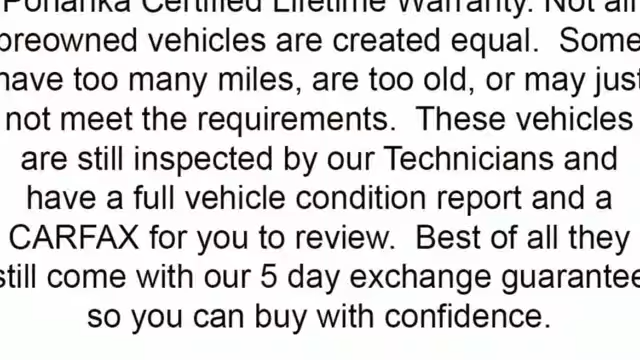 Pohanka Certified Lifetime Warranty. Not all
preowned vehicles are created equal.  Some
have too many miles, are too old, or may just
not meet the requirements.  These vehicles
are still inspected by our Technicians and
have a full vehicle condition report and a
CARFAX for you to review.  Best of all they
still come with our 5 day exchange guarantee
so you can buy with confidence.